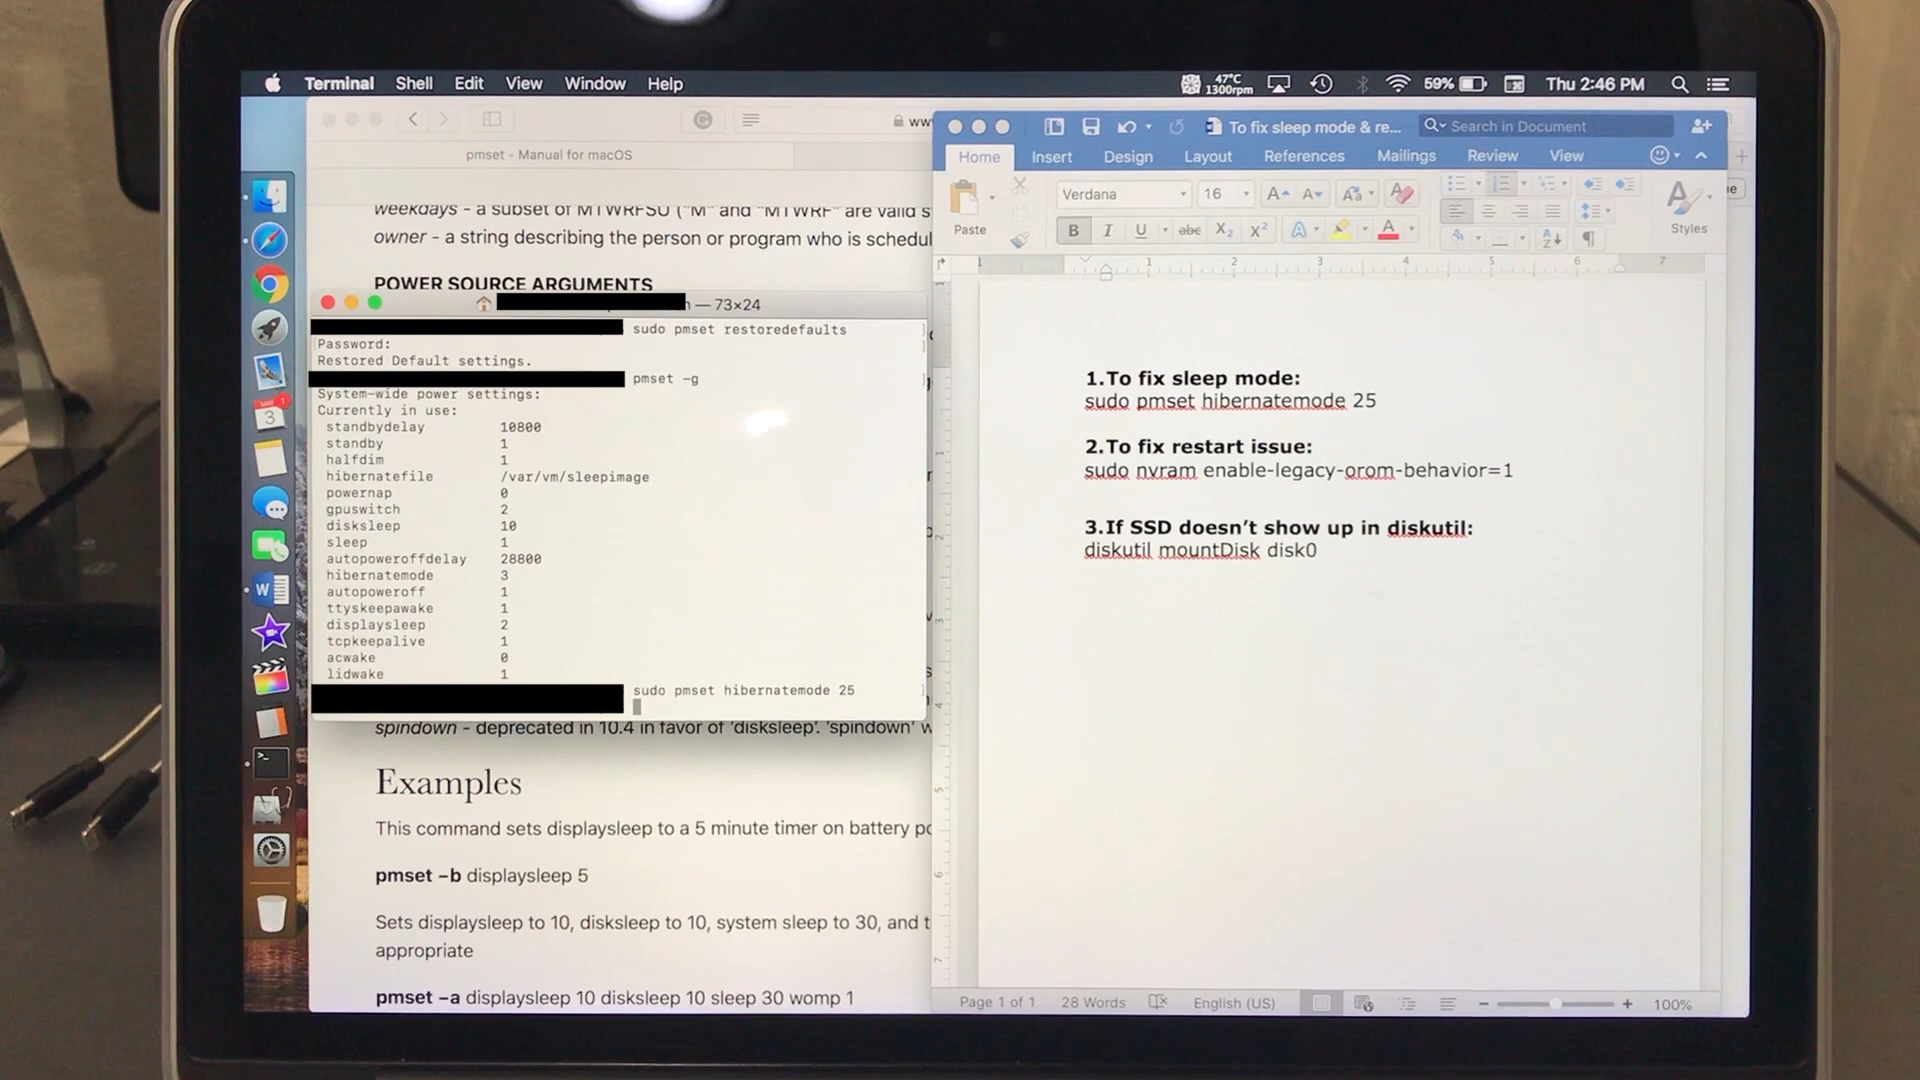 Terminal Shell Edit View Window Help
47°C
1300rpm
59%
Thu 2:46 PM
pmset - Manual for macOS
weekdays - a subset of MTWRFSU ("M" and "MTWRF" are valid s
owner - a string describing the person or program who is schedul
POWER SOURCE ARGUMENTS
— 73×24
sudo pmset restoredefaults
Password:
Restored Default settings.
pmset -g
System-wide power settings:
Currently in use:
standbydelay 10800
standby 1
halfdim 1
hibernatefile /var/vm/sleepimage
powernap 0
gpuswitch 2
disksleep 10
sleep 1
autopoweroffdelay 28800
hibernatemode 3
autopoweroff 1
ttyskeepawake 1
displaysleep 2
tcpkeepalive 1
acwake 0
lidwake 1
sudo pmset hibernatemode 25
spindown - deprecated in 10.4 in favor of 'disksleep'. 'spindown' w
Examples
This command sets displaysleep to a 5 minute timer on battery po
pmset -b displaysleep 5
Sets displaysleep to 10, disksleep to 10, system sleep to 30, and t
appropriate
pmset -a displaysleep 10 disksleep 10 sleep 30 womp 1
To fix sleep mode & re...
Search in Document
Home Insert Design Layout References Mailings Review View
Paste
Verdana 16
Styles
1 1 2 3 4 5 6 7
1.To fix sleep mode:
sudo pmset hibernatemode 25
2.To fix restart issue:
sudo nvram enable-legacy-orom-behavior=1
3.If SSD doesn't show up in diskutil:
diskutil mountDisk disk0
Page 1 of 1 28 Words English (US) 100%